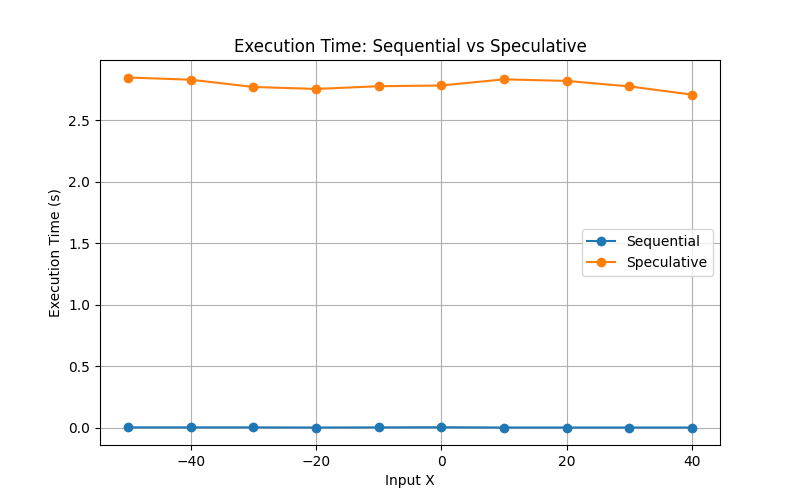 Execution Time: Sequential vs Speculative
Execution Time (s)
2.5
2.0
1.5
1.0
0.5
0.0
Sequential
Speculative
−40
−20
0
20
40
Input X